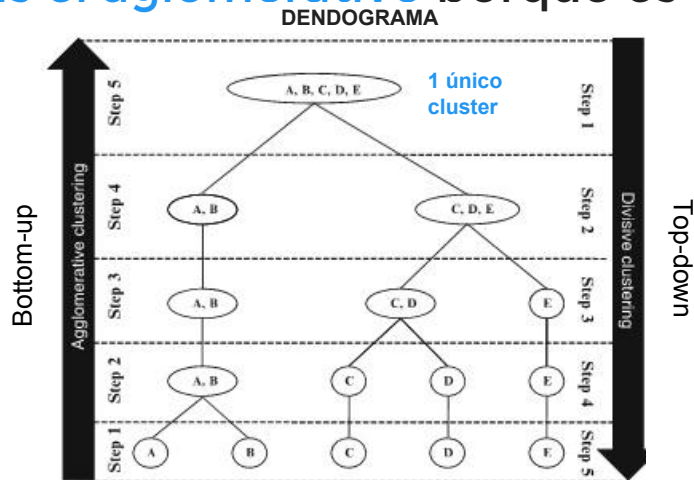 DENDOGRAMA
1 único
cluster
Bottom-up
Agglomerative clustering
Step 5
Step 4
Step 3
Step 2
Step 1
A, B, C, D, E
A, B
C, D, E
A, B
C, D
E
A, B
C
D
E
A
B
C
D
E
Step 1
Step 2
Step 3
Step 4
Step 5
Divisive clustering
Top-down